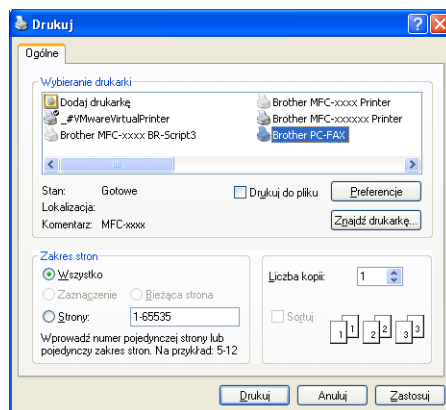 Drukuj
Ogólne
Wybieranie drukarki
Dodaj drukarkę
_#VMwareVirtualPrinter
Brother MFC-xxxx BR-Script3
Brother MFC-xxxx Printer
Brother MFC-xxxxxx Printer
Brother PC-FAX
Stan: Gotowe
Lokalizacja:
Komentarz: MFC-xxxx
Drukuj do pliku
Preferencje
Znajdź drukarkę...
Zakres stron
Wszystko
Zaznaczenie Bieżąca strona
Strony: 1-65535
Wprowadź numer pojedynczej strony lub
pojedynczy zakres stron. Na przykład: 5-12
Liczba kopii: 1
Sortuj
1 1 2 2 3 3
Drukuj Anuluj Zastosuj